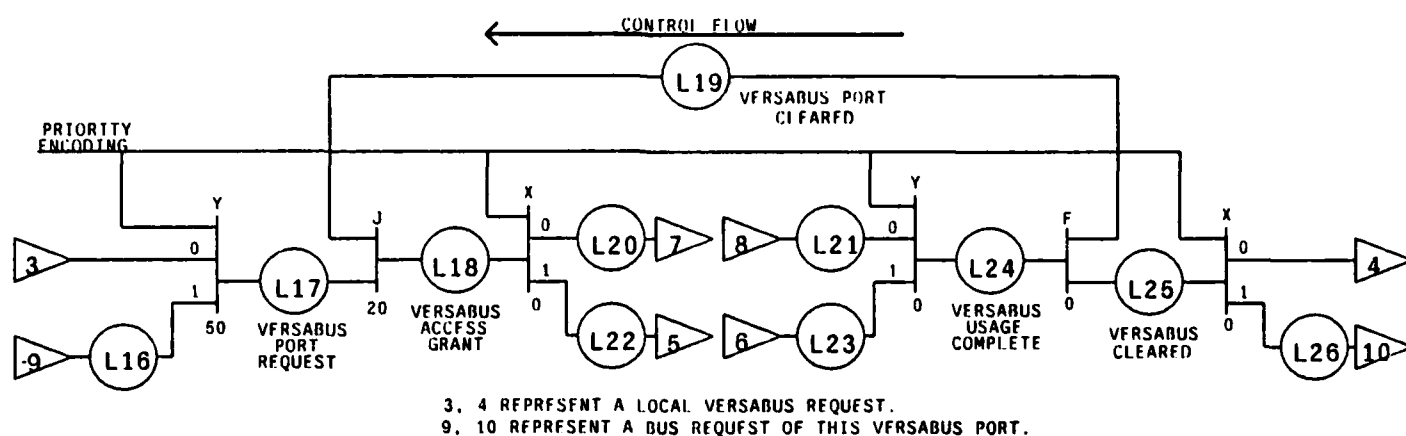 CONTROL FLOW
L19
VERSABUS PORT
CLEARED
PRIORITY
ENCODING
Y
X
Y
F
X
J
0
0
0
0
3
L20
7
8
L21
4
L17
L18
L24
L25
1
1
1
1
50
20
0
0
0
0
VERSABUS
PORT
REQUEST
VERSABUS
ACCESS
GRANT
VERSABUS
USAGE
COMPLETE
VERSABUS
CLEARED
9
L16
L22
5
6
L23
L26
10
3, 4 REPRESENT A LOCAL VERSABUS REQUEST.
9, 10 REPRESENT A BUS REQUEST OF THIS VERSABUS PORT.